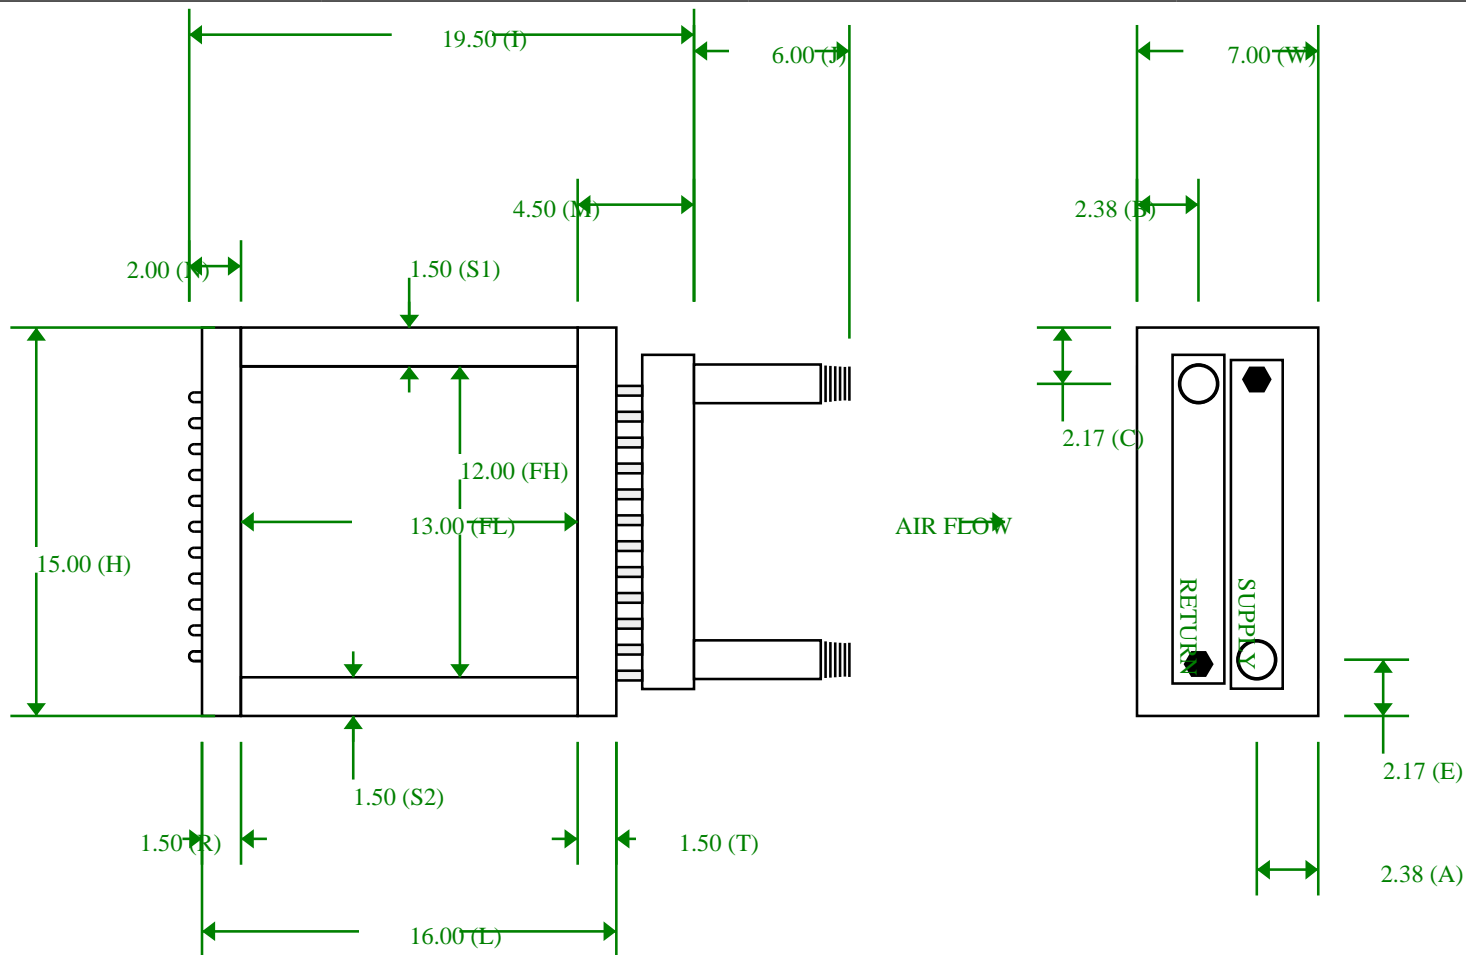 19.50 (I)
6.00 (J)
7.00 (W)
4.50 (M)
2.38 (B)
2.00 (N)
1.50 (S1)
2.17 (C)
12.00 (FH)
13.00 (FL)
AIR FLOW
15.00 (H)
RETURN
SUPPLY
2.17 (E)
1.50 (S2)
1.50 (R)
1.50 (T)
2.38 (A)
16.00 (L)